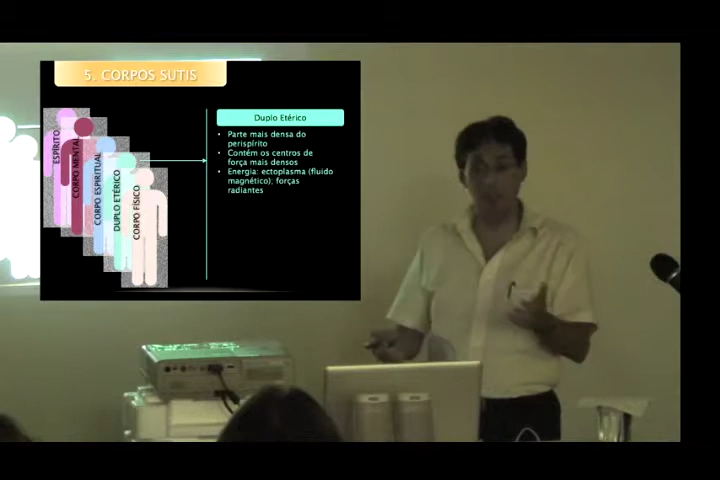 5. CORPOS SUTIS
ESPÍRITO
CORPO MENTAL
CORPO ESPIRITUAL
DUPLO ETÉRICO
CORPO FÍSICO
Duplo Etérico
• Parte mais densa do
perispírito
• Contém os centros de
força mais densos
• Energia: ectoplasma (fluido
magnético); forças
radiantes